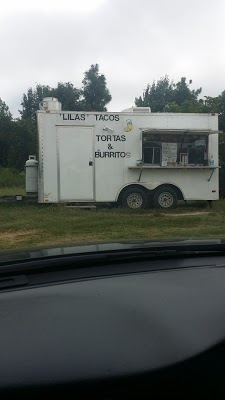 "LILAS" TACOS
TORTAS
&
BURRITOS